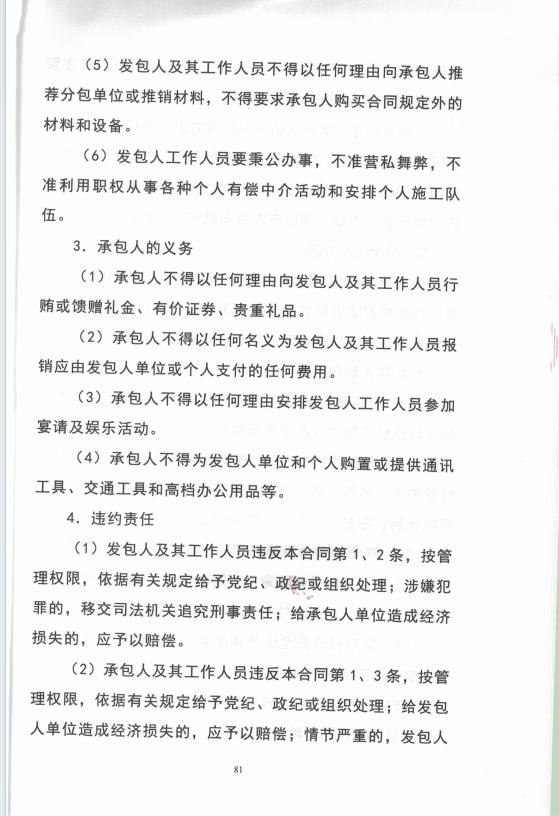 （5）发包人及其工作人员不得以任何理由向承包人推
荐分包单位或推销材料，不得要求承包人购买合同规定外的
材料和设备。
（6）发包人工作人员要秉公办事，不准营私舞弊，不
准利用职权从事各种个人有偿中介活动和安排个人施工队
伍。
3．承包人的义务
（1）承包人不得以任何理由向发包人及其工作人员行
贿或馈赠礼金、有价证券、贵重礼品。
（2）承包人不得以任何名义为发包人及其工作人员报
销应由发包人单位或个人支付的任何费用。
（3）承包人不得以任何理由安排发包人工作人员参加
宴请及娱乐活动。
（4）承包人不得为发包人单位和个人购置或提供通讯
工具、交通工具和高档办公用品等。
4．违约责任
（1）发包人及其工作人员违反本合同第 1、2 条，按管
理权限，依据有关规定给予党纪、政纪或组织处理；涉嫌犯
罪的，移交司法机关追究刑事责任；给承包人单位造成经济
损失的，应予以赔偿。
（2）承包人及其工作人员违反本合同第 1、3 条，按管
理权限，依据有关规定给予党纪、政纪或组织处理；给发包
人单位造成经济损失的，应予以赔偿；情节严重的，发包人
81